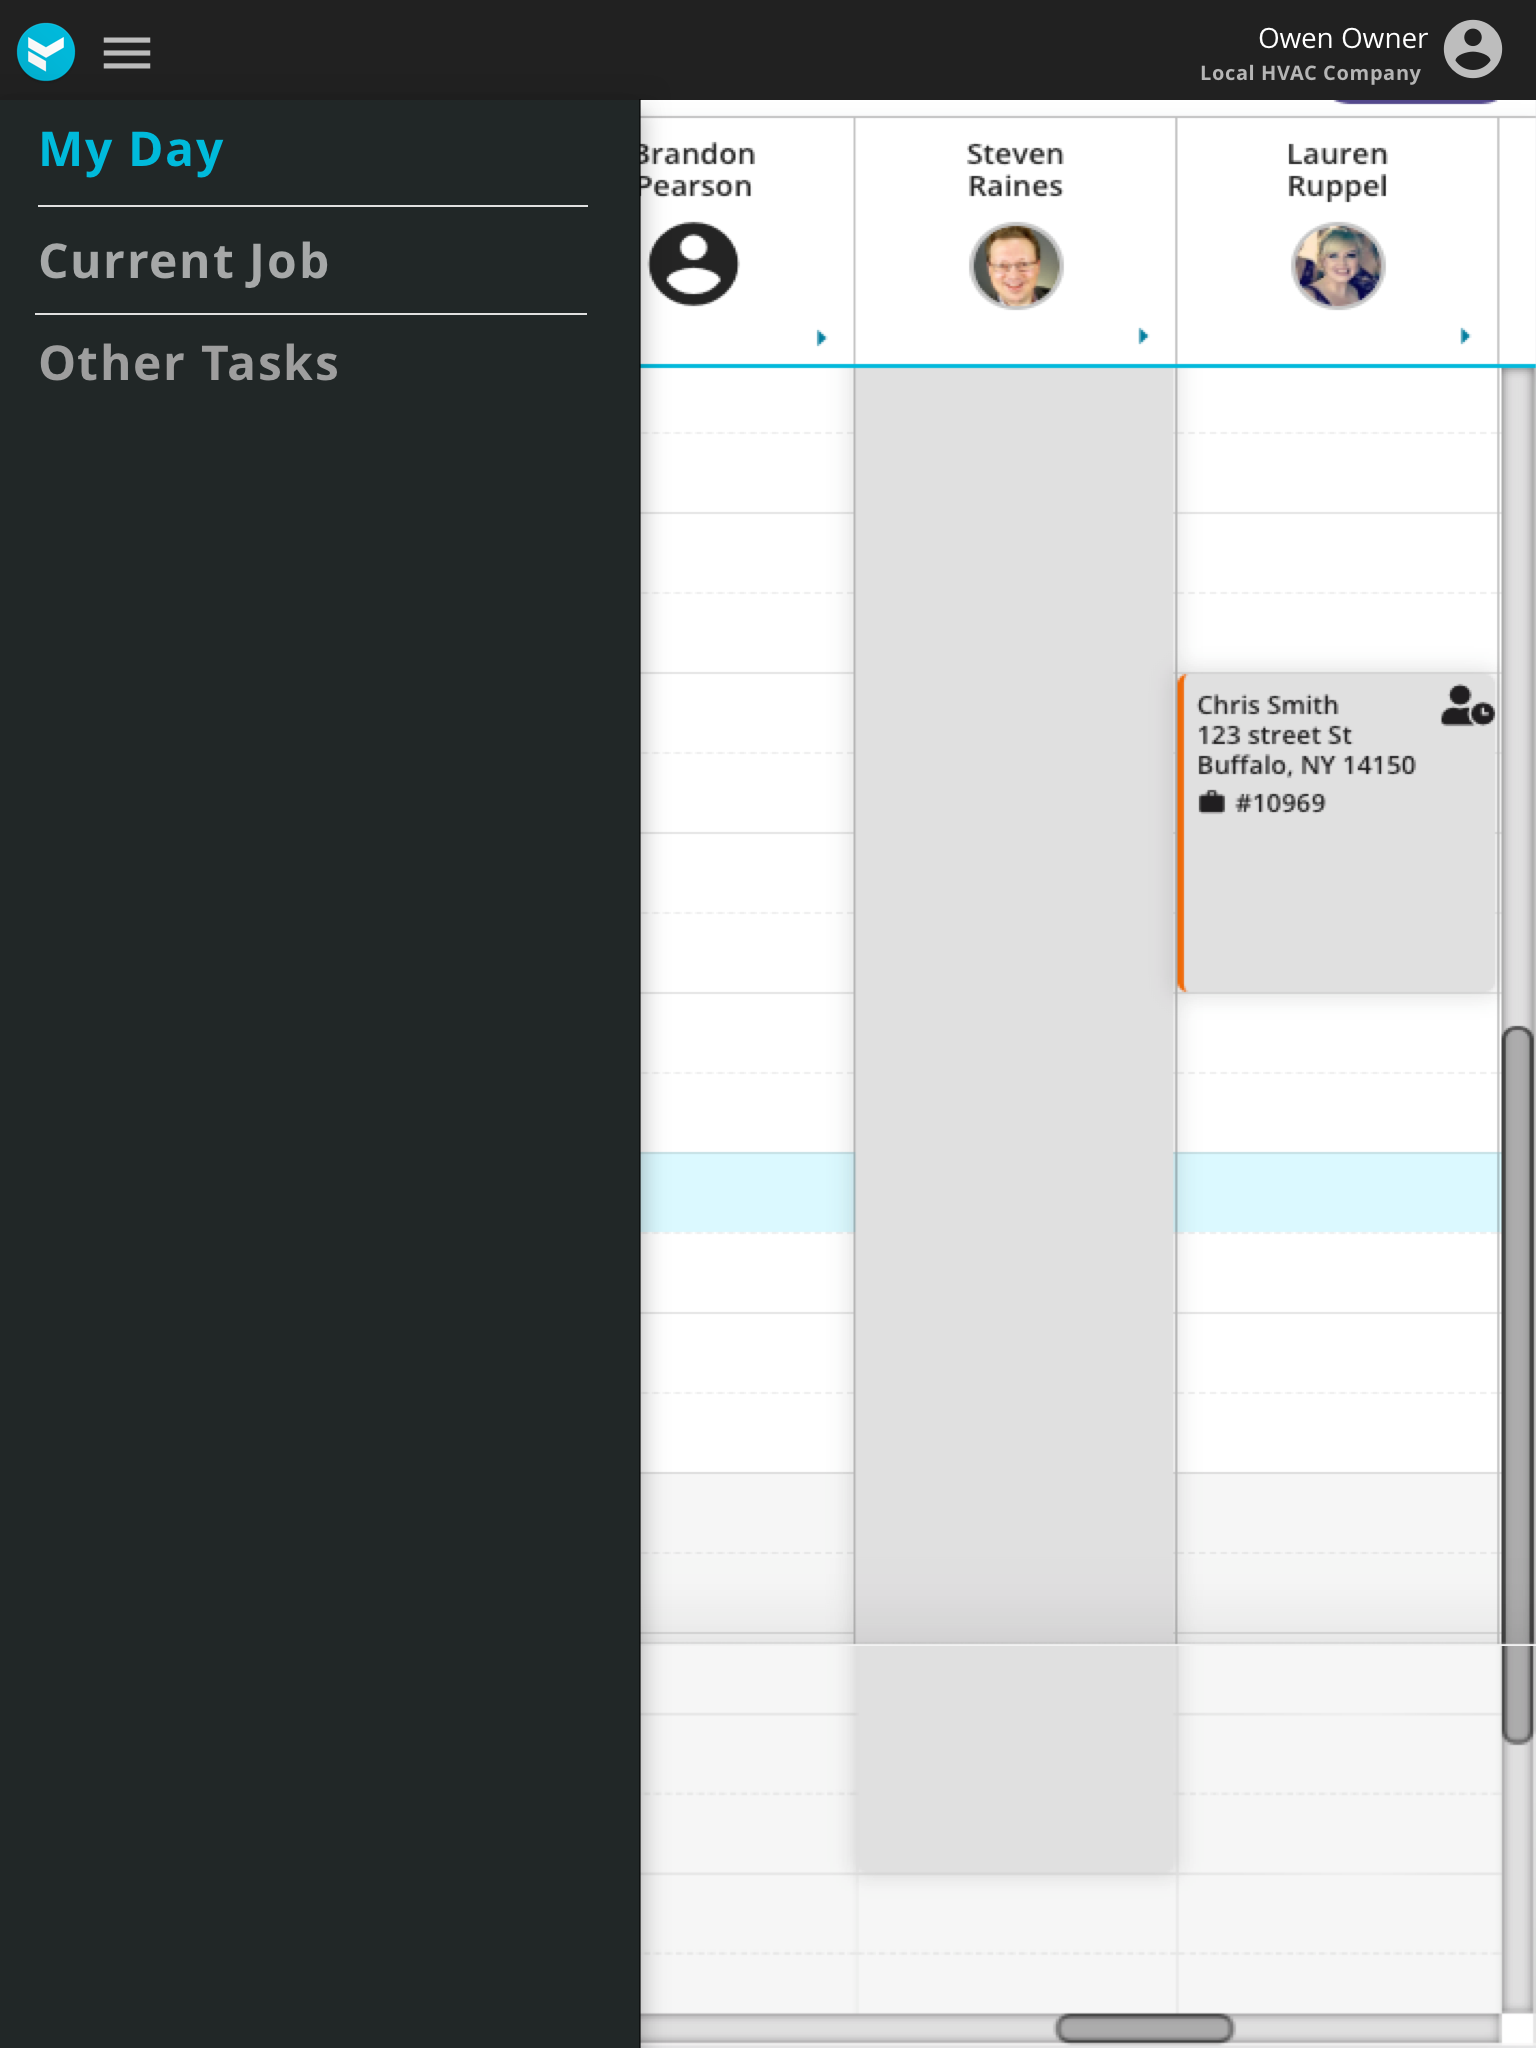 Owen Owner
Local HVAC Company
My Day
Current Job
Other Tasks
Brandon
Pearson
Steven
Raines
Lauren
Ruppel
Chris Smith
123 street St
Buffalo, NY 14150
#10969